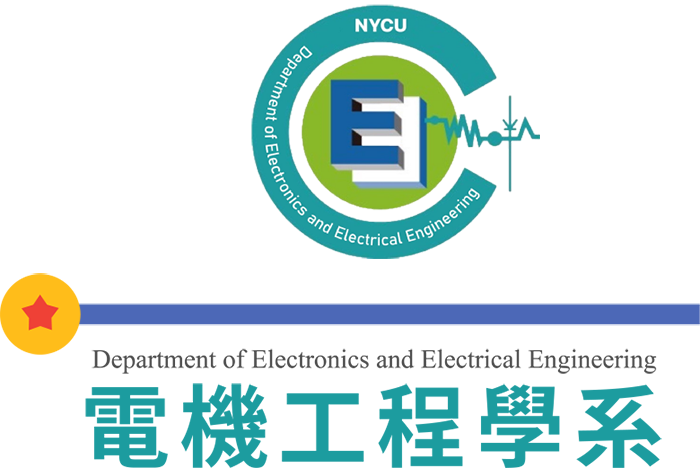 NYCU
Department of Electronics and Electrical Engineering
EE
Department of Electronics and Electrical Engineering
電機工程學系